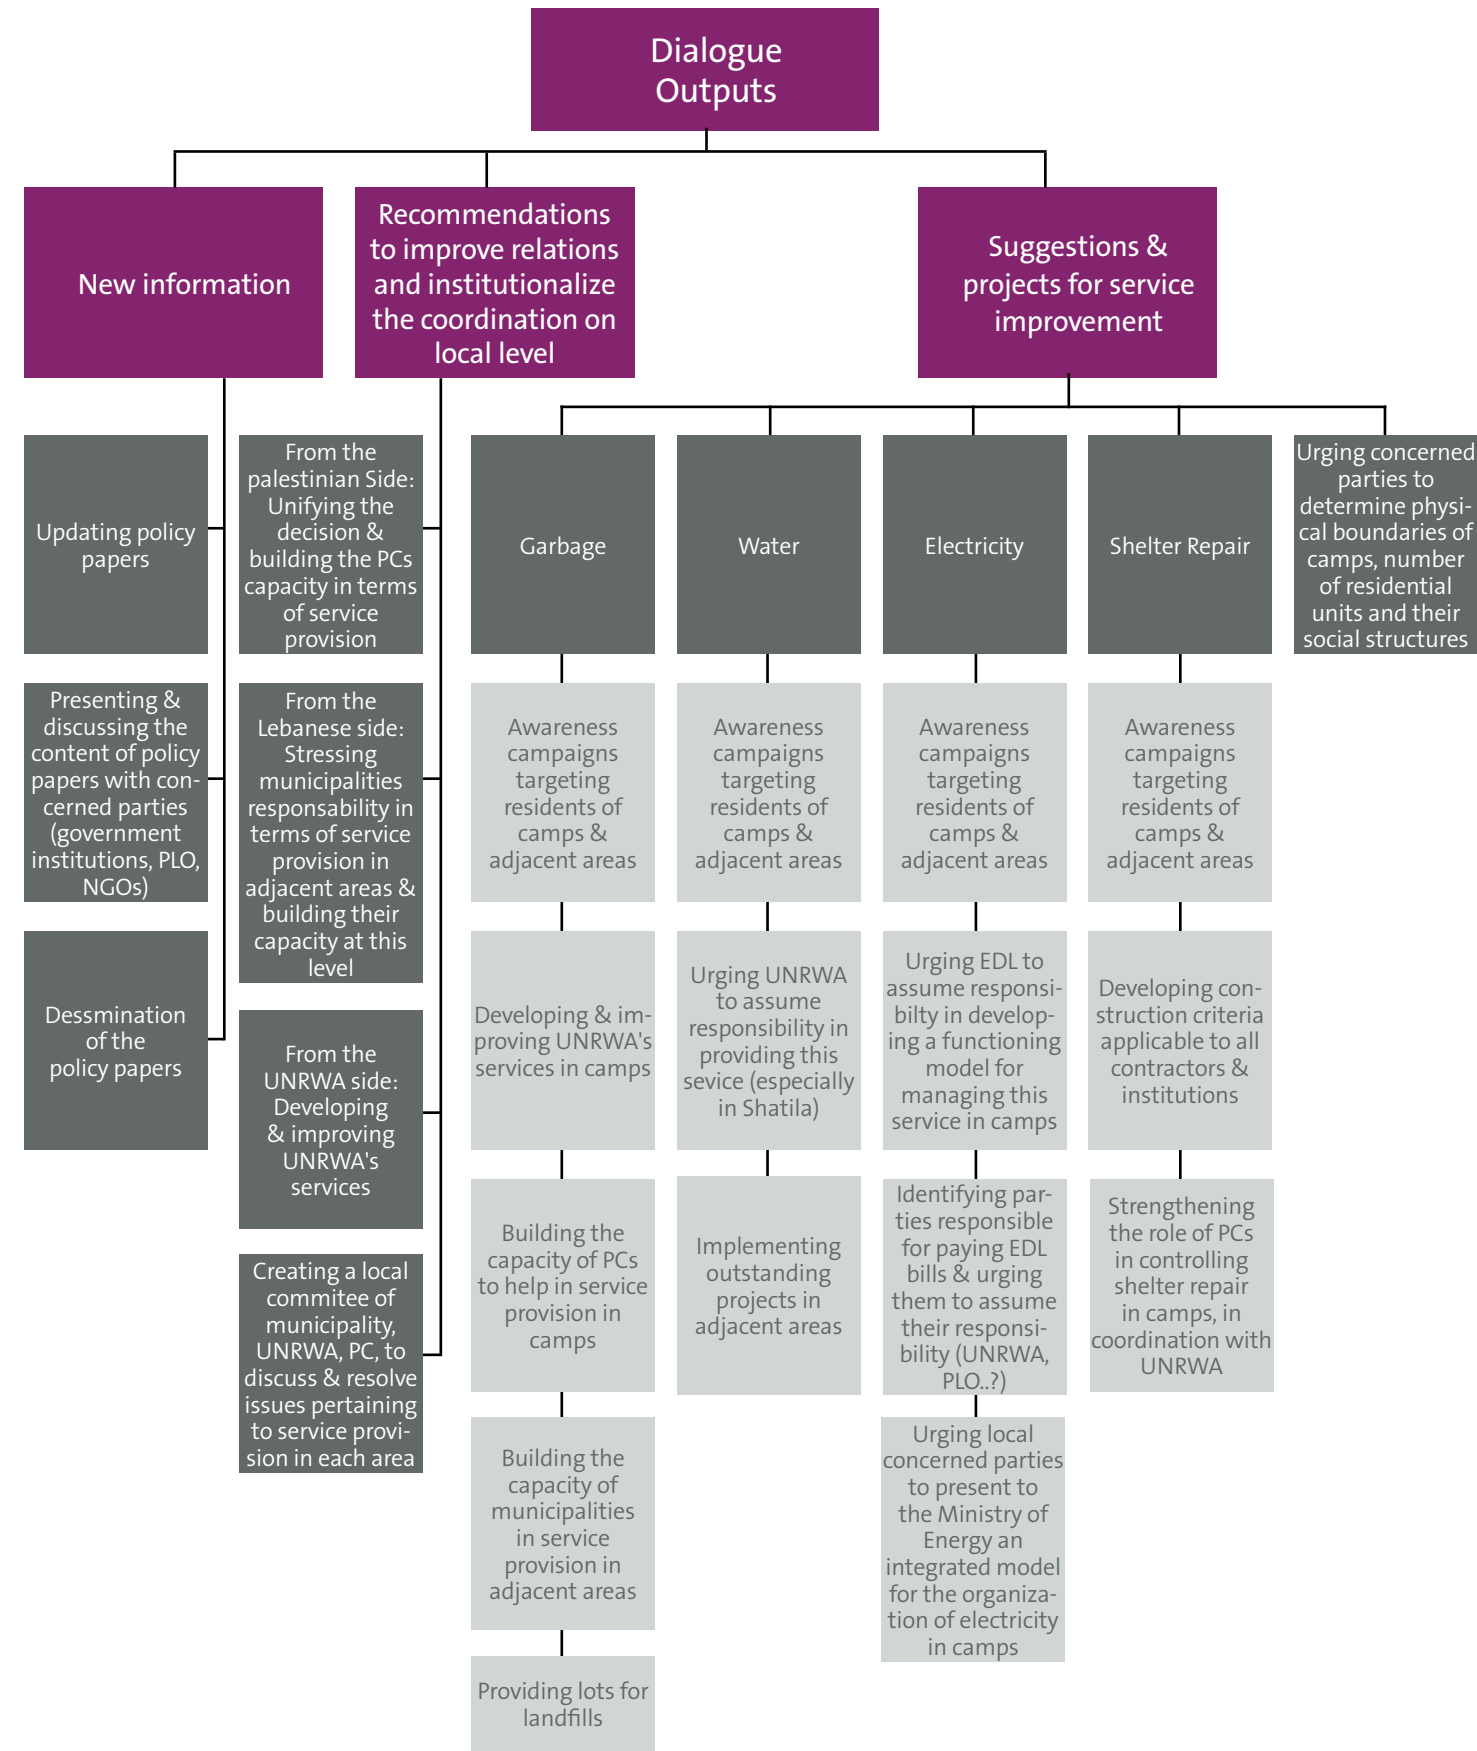 Dialogue
Outputs
New information
Recommendations
to improve relations
and institutionalize
the coordination on
local level
Suggestions &
projects for service
improvement
Updating policy
papers
Presenting &
discussing the
content of policy
papers with con-
cerned parties
(government
institutions, PLO,
NGOs)
Dessmination
of the
policy papers
From the
palestinian Side:
Unifying the
decision &
building the PCs
capacity in terms
of service
provision
From the
Lebanese side:
Stressing
municipalities
responsability in
terms of service
provision in
adjacent areas &
building their
capacity at this
level
From the
UNRWA side:
Developing
& improving
UNRWA's
services
Creating a local
commitee of
municipality,
UNRWA, PC, to
discuss & resolve
issues pertaining
to service provi-
sion in each area
Garbage
Awareness
campaigns
targeting
residents of
camps &
adjacent areas
Developing & im-
proving UNRWA's
services in camps
Building the
capacity of PCs
to help in service
provision in
camps
Building the
capacity of
municipalities
in service
provision in
adjacent areas
Providing lots for
landfills
Water
Awareness
campaigns
targeting
residents of
camps &
adjacent areas
Urging UNRWA
to assume
responsibility in
providing this
sevice (especially
in Shatila)
Implementing
outstanding
projects in
adjacent areas
Electricity
Awareness
campaigns
targeting
residents of
camps &
adjacent areas
Urging EDL to
assume responsi-
bilty in develop-
ing a functioning
model for
managing this
service in camps
Identifying par-
ties responsible
for paying EDL
bills & urging
them to assume
their responsi-
bility (UNRWA,
PLO..?)
Urging local
concerned parties
to present to
the Ministry of
Energy an
integrated model
for the organiza-
tion of electricity
in camps
Shelter Repair
Awareness
campaigns
targeting
residents of
camps &
adjacent areas
Developing con-
struction criteria
applicable to all
contractors &
institutions
Strengthening
the role of PCs
in controlling
shelter repair
in camps, in
coordination with
UNRWA
Urging concerned
parties to
determine physi-
cal boundaries of
camps, number
of residential
units and their
social structures